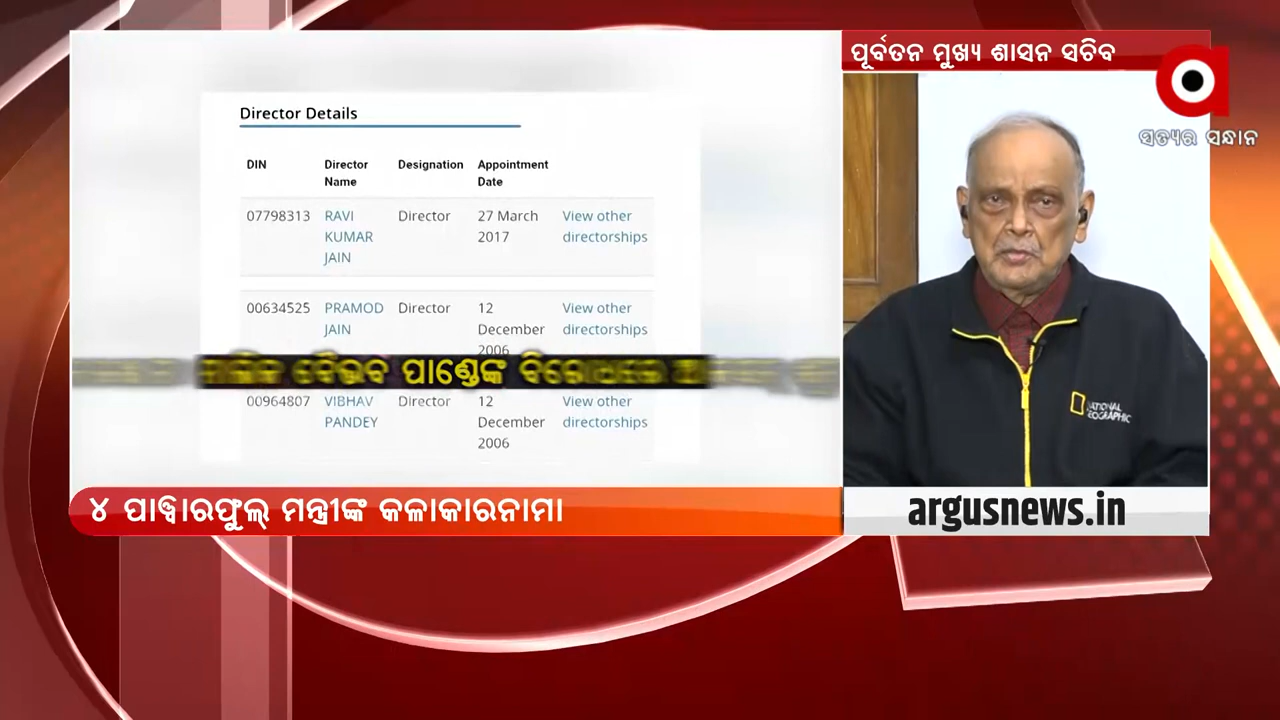 Director Details
DIN Director Name Designation Appointment Date
07798313 RAVI KUMAR JAIN Director 27 March 2017 View other directorships
00634525 PRAMOD JAIN Director 12 December 2006 View other directorships
ବୈଭବ ପାଣ୍ଡେଙ୍କ
00964807 VIBHAV PANDEY Director 12 December 2006 View other directorships
୪ ପାୱାରଫୁଲ୍ ମନ୍ତ୍ରୀଙ୍କ କଳାକାରନାମା
ପୂର୍ବତନ ମୁଖ୍ୟ ଶାସନ ସଚିବ
ସତ୍ୟର ସନ୍ଧାନ
NATIONAL
GEOGRAPHIC
argusnews.in